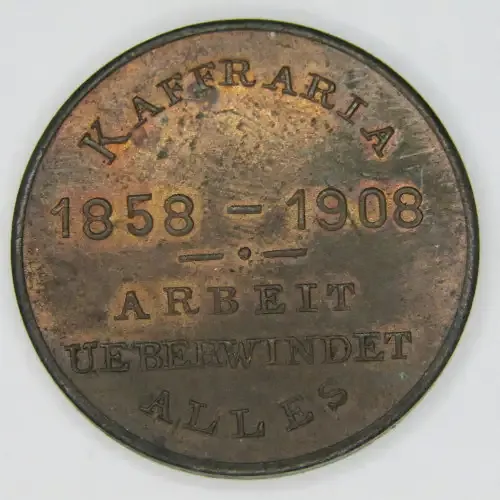 KAFFRARIA
1858 – 1908
ARBEIT
UEBERWINDET
ALLES